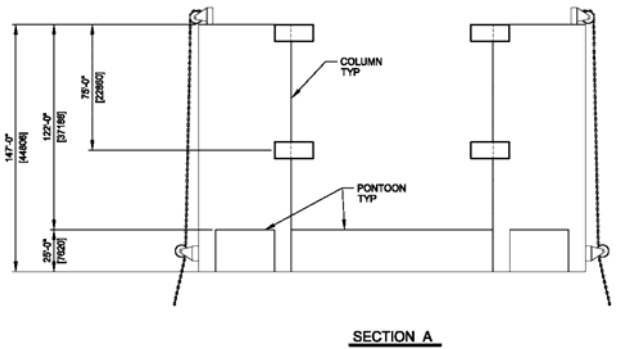 COLUMN
TYP
75'-0"
[22860]
122'-0"
[37186]
147'-0"
[44806]
PONTOON
TYP
25'-0"
[7620]
SECTION A